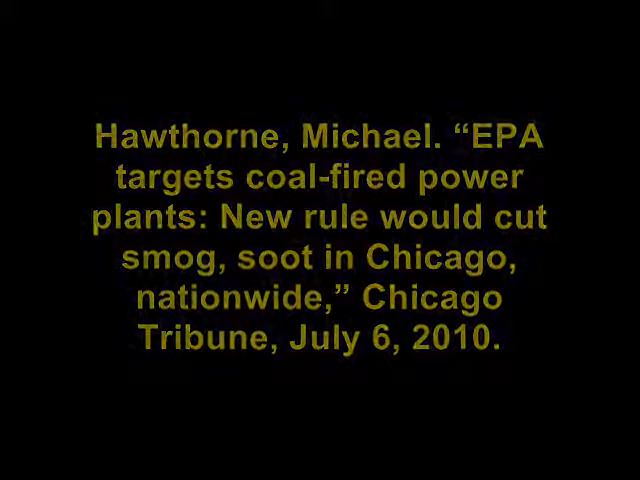 Hawthorne, Michael. “EPA
targets coal-fired power
plants: New rule would cut
smog, soot in Chicago,
nationwide,” Chicago
Tribune, July 6, 2010.